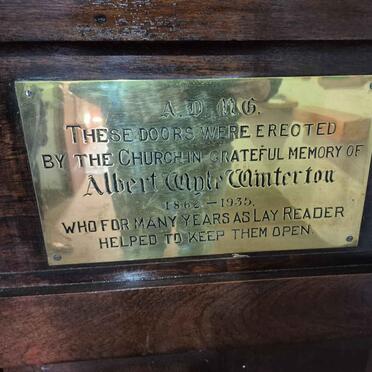 A. D. M. G.
THESE DOORS WERE ERECTED
BY THE CHURCH IN GRATEFUL MEMORY OF
Albert Winterton
1862 – 1935.
WHO FOR MANY YEARS AS LAY READER
HELPED TO KEEP THEM OPEN.